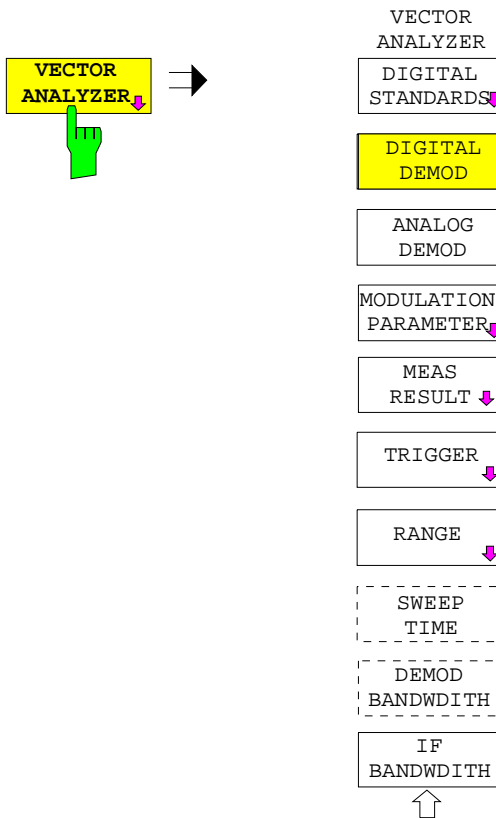 VECTOR
ANALYZER
VECTOR
ANALYZER
DIGITAL
STANDARDS
DIGITAL
DEMOD
ANALOG
DEMOD
MODULATION
PARAMETER
MEAS
RESULT
TRIGGER
RANGE
SWEEP
TIME
DEMOD
BANDWDITH
IF
BANDWDITH